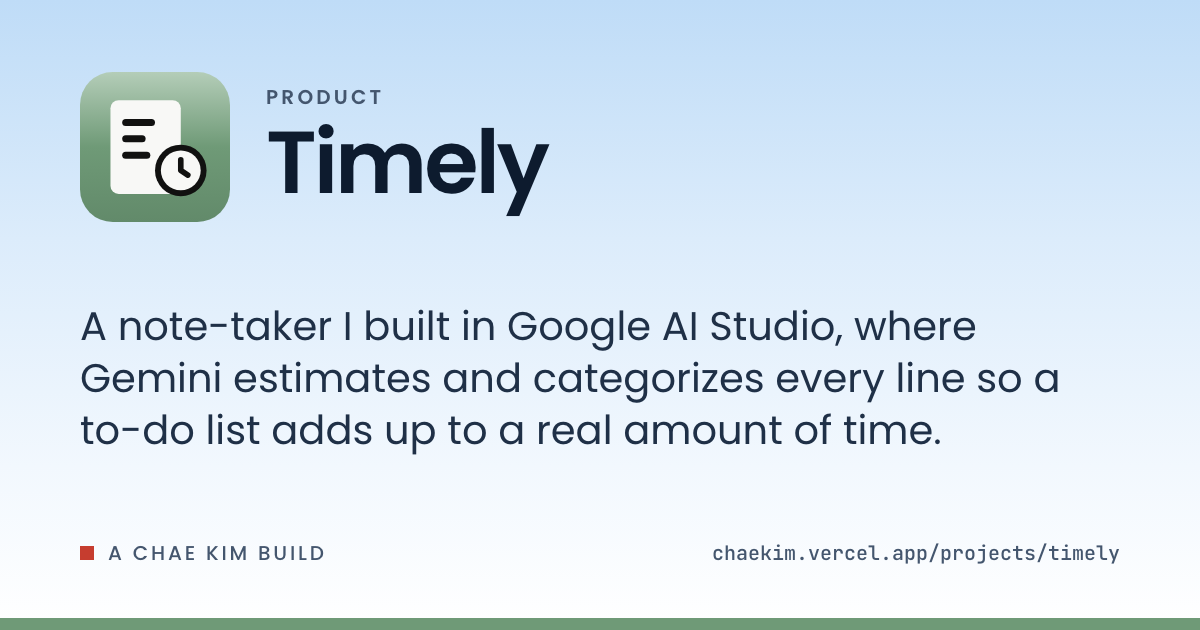 PRODUCT
Timely
A note-taker I built in Google AI Studio, where
Gemini estimates and categorizes every line so a
to-do list adds up to a real amount of time.
A CHAE KIM BUILD
chaekim.vercel.app/projects/timely